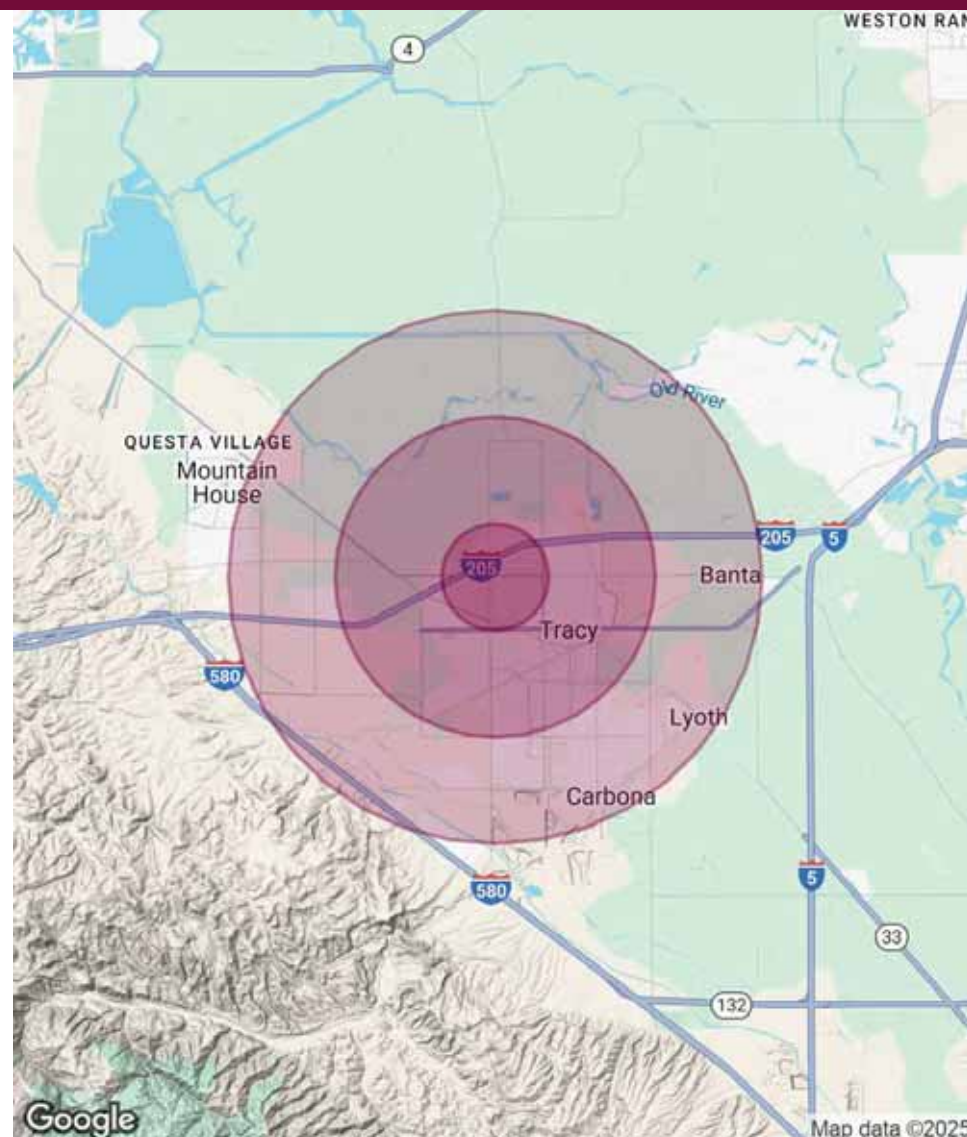 WESTON RAN
4
Old River
QUESTA VILLAGE
Mountain
House
205
5
205
Banta
Tracy
580
Lyoth
Carbona
5
580
33
132
Google
Map data ©2025